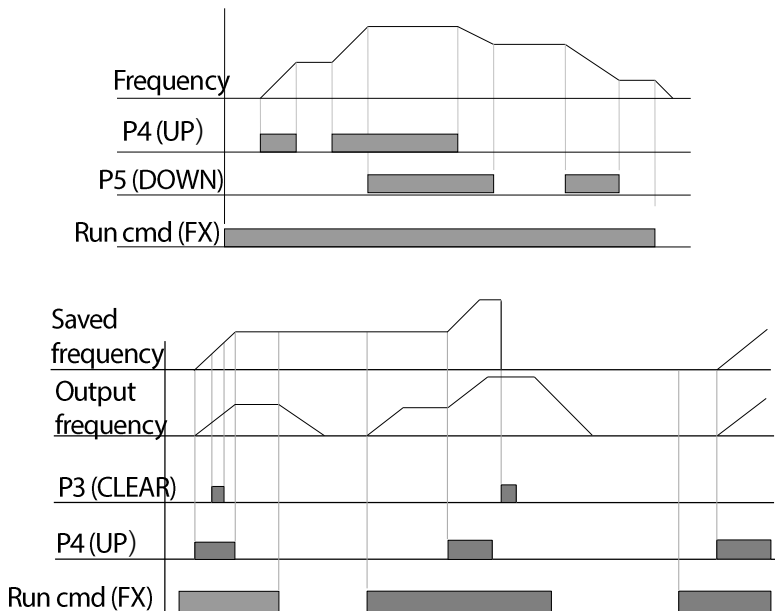 Frequency
P4 (UP)
P5 (DOWN)
Run cmd (FX)
Saved
frequency
Output
frequency
P3 (CLEAR)
P4 (UP)
Run cmd (FX)